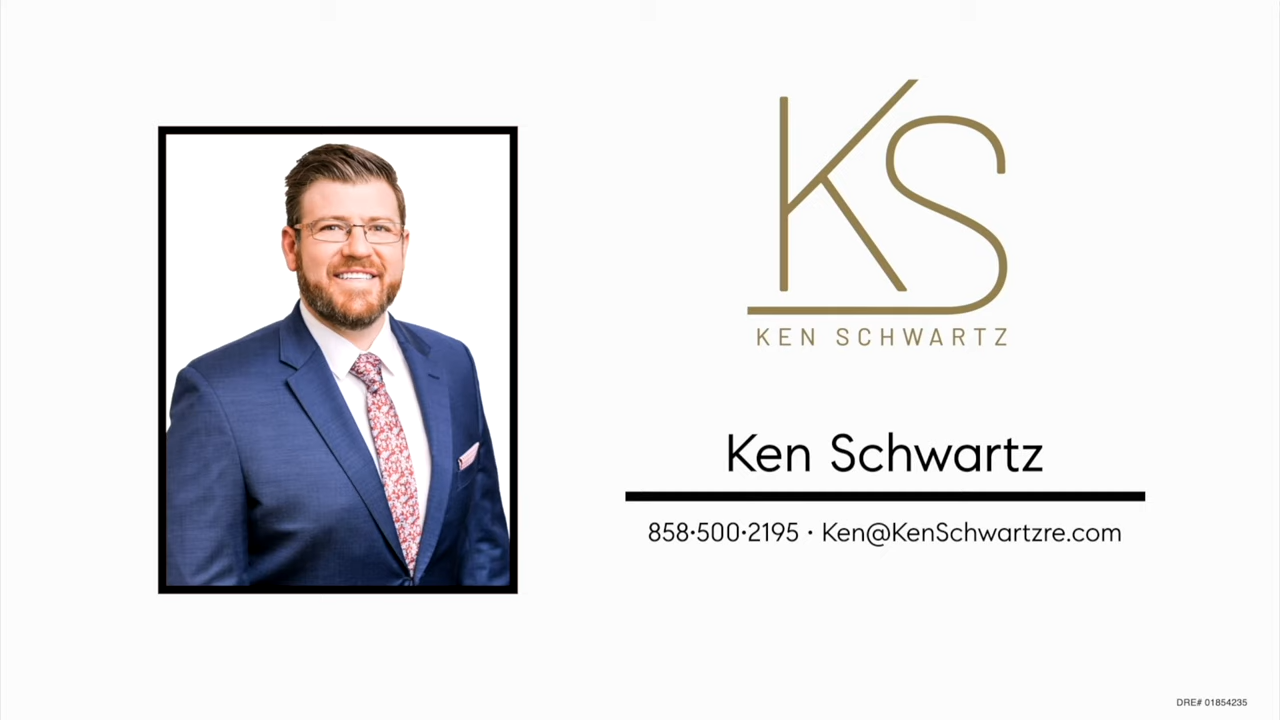 KS
KEN SCHWARTZ
Ken Schwartz
858•500•2195 • Ken@KenSchwartzre.com
DRE# 01854235